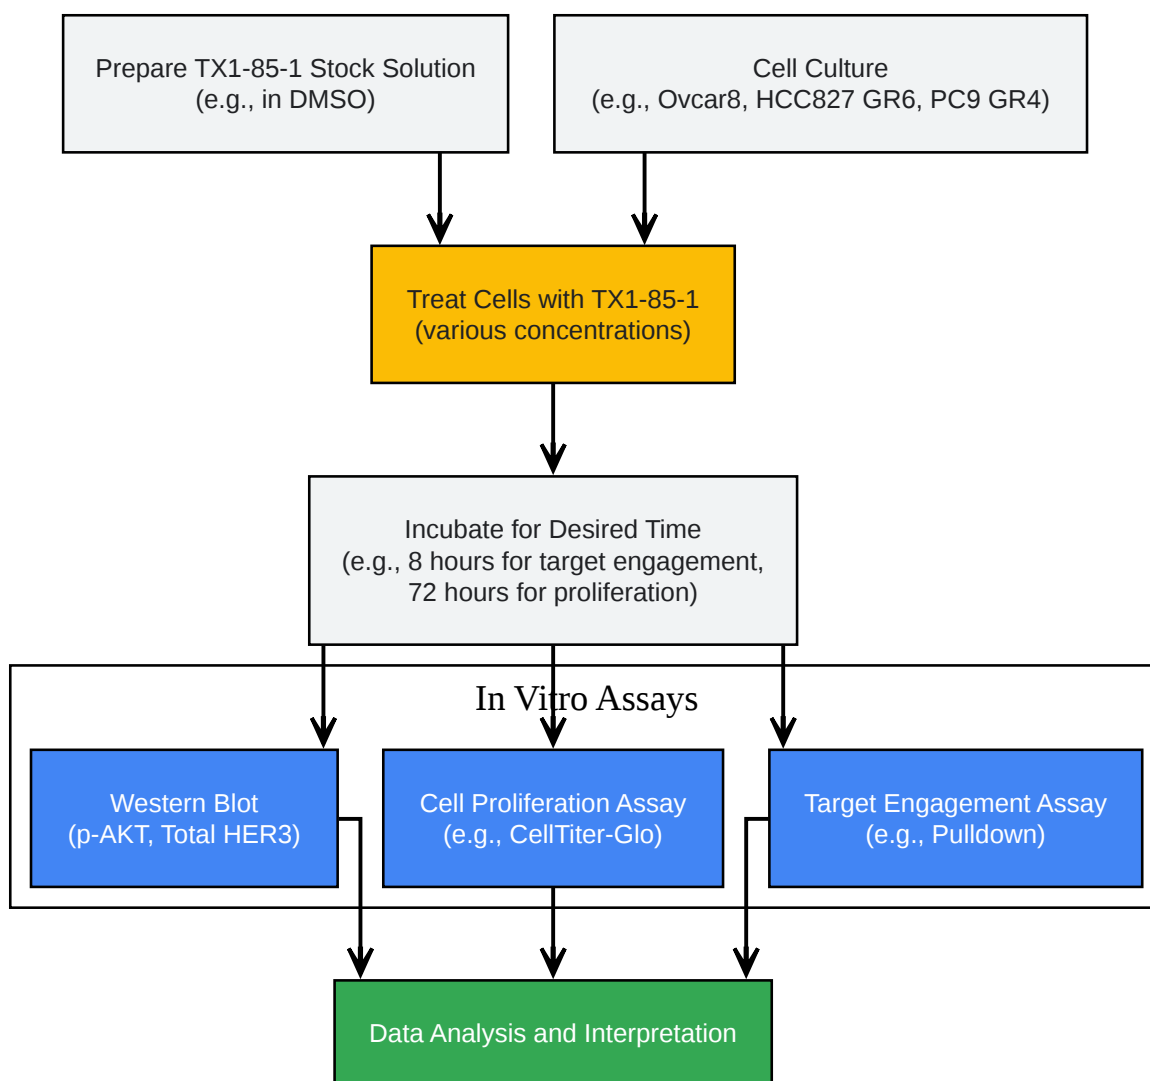 Prepare TX1-85-1 Stock Solution
(e.g., in DMSO)
Cell Culture
(e.g., Ovcar8, HCC827 GR6, PC9 GR4)
Treat Cells with TX1-85-1
(various concentrations)
Incubate for Desired Time
(e.g., 8 hours for target engagement,
72 hours for proliferation)
In Vitro Assays
Western Blot
(p-AKT, Total HER3)
Cell Proliferation Assay
(e.g., CellTiter-Glo)
Target Engagement Assay
(e.g., Pulldown)
Data Analysis and Interpretation